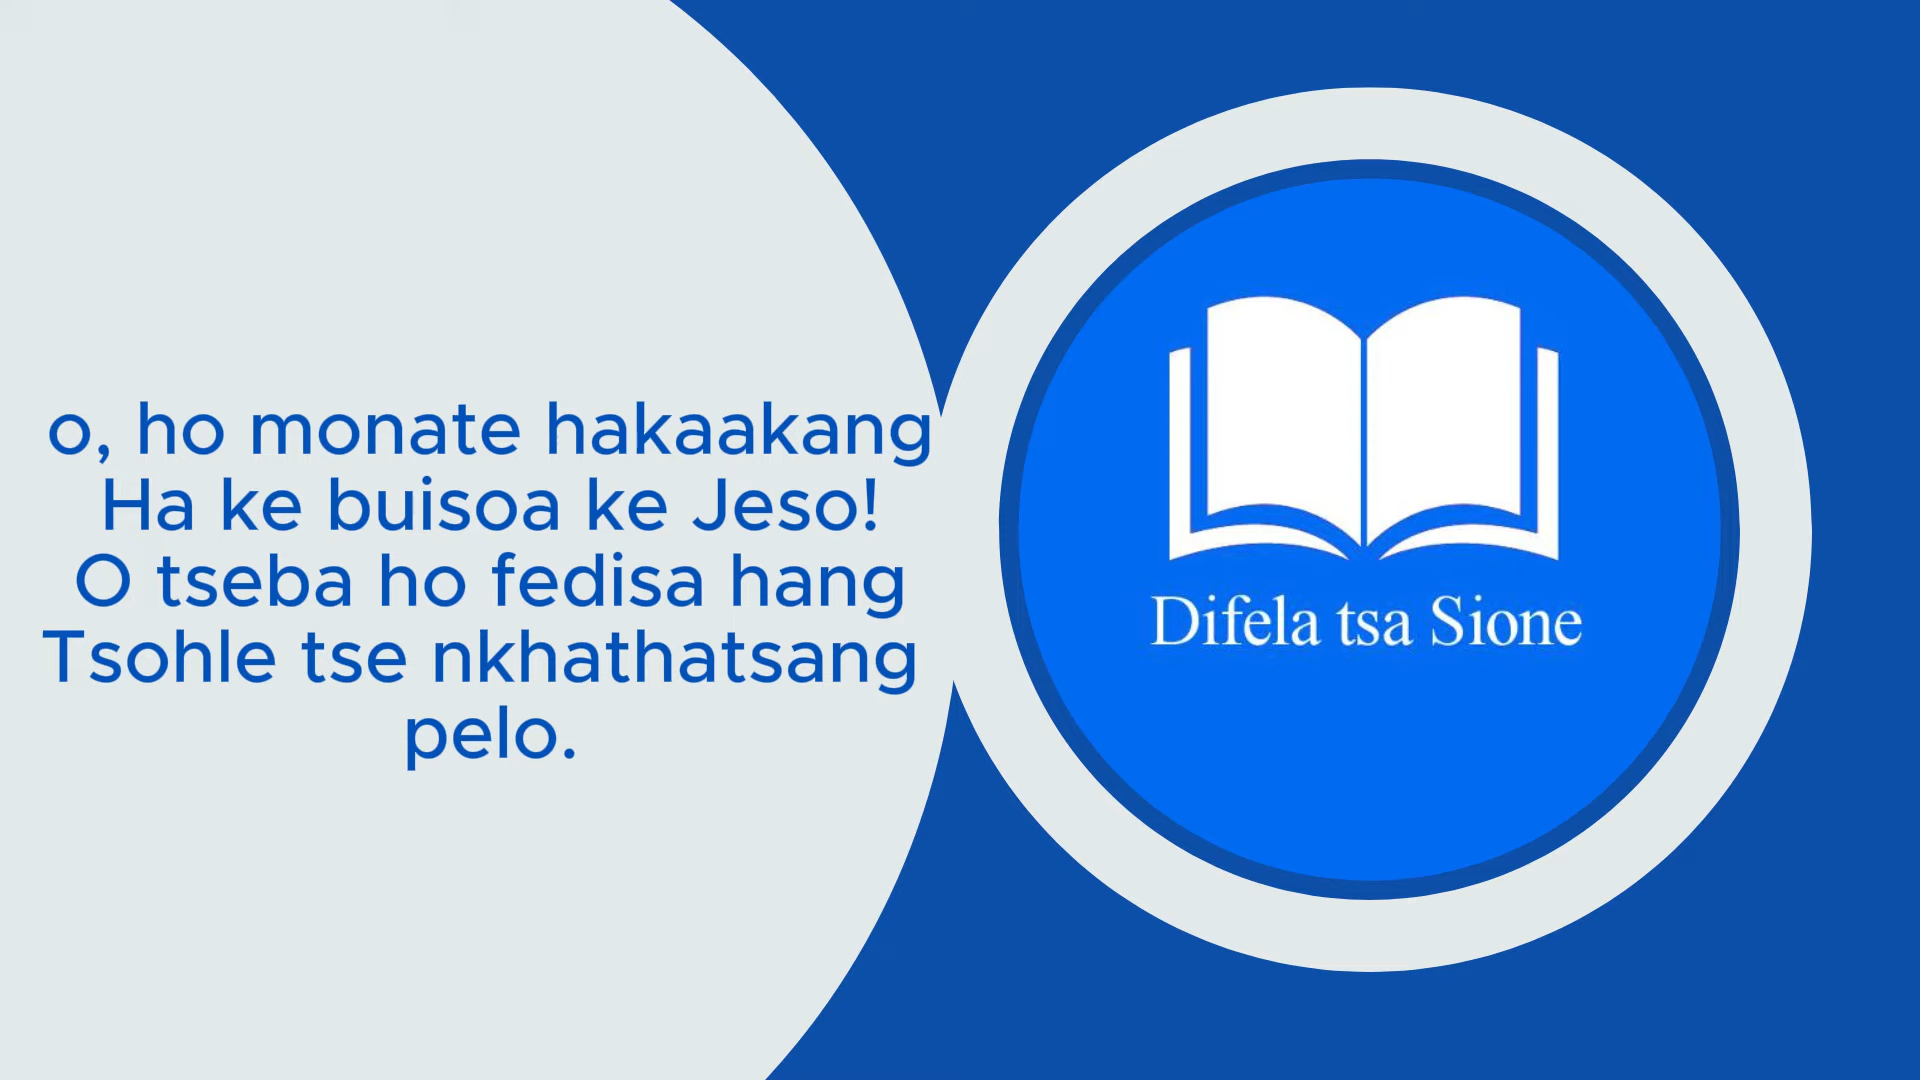 o, ho monate hakaakang
Ha ke buisoa ke Jeso!
O tseba ho fedisa hang
Tsohle tse nkhathatsang
pelo.
Difela tsa Sione